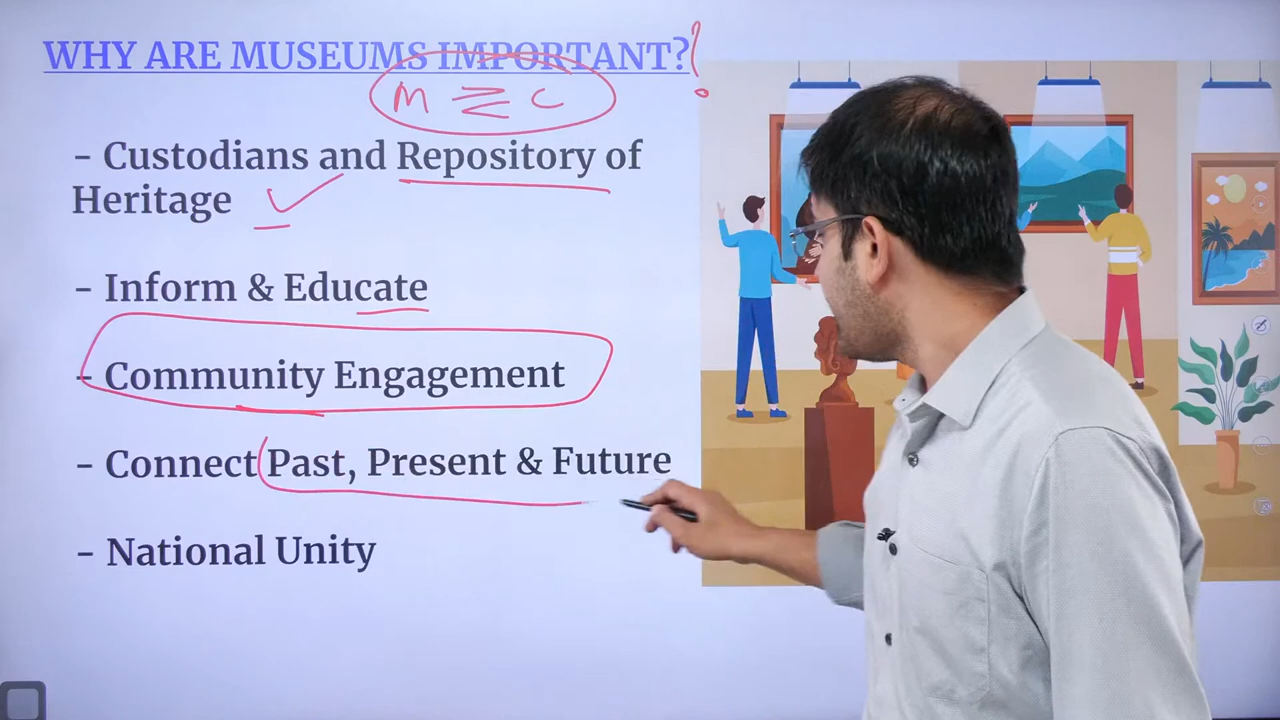 WHY ARE MUSEUMS IMPORTANT?!
M ⇄ C
- Custodians and Repository of
Heritage
- Inform & Educate
- Community Engagement
- Connect Past, Present & Future
- National Unity